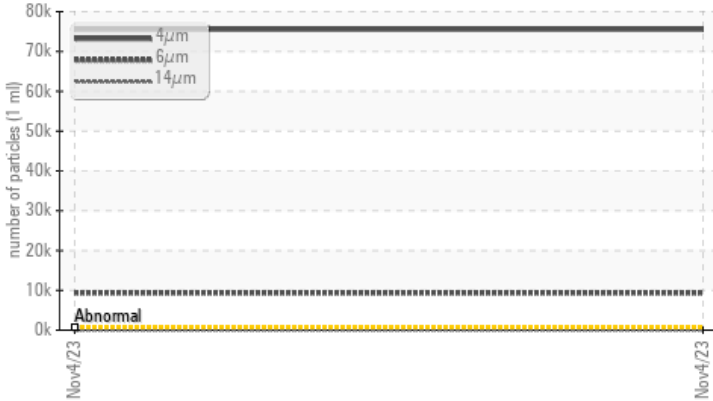 80k
70k
60k
50k
40k
30k
20k
10k
0k
number of particles (1 ml)
4μm
6μm
14μm
Abnormal
Nov4/23
Nov4/23